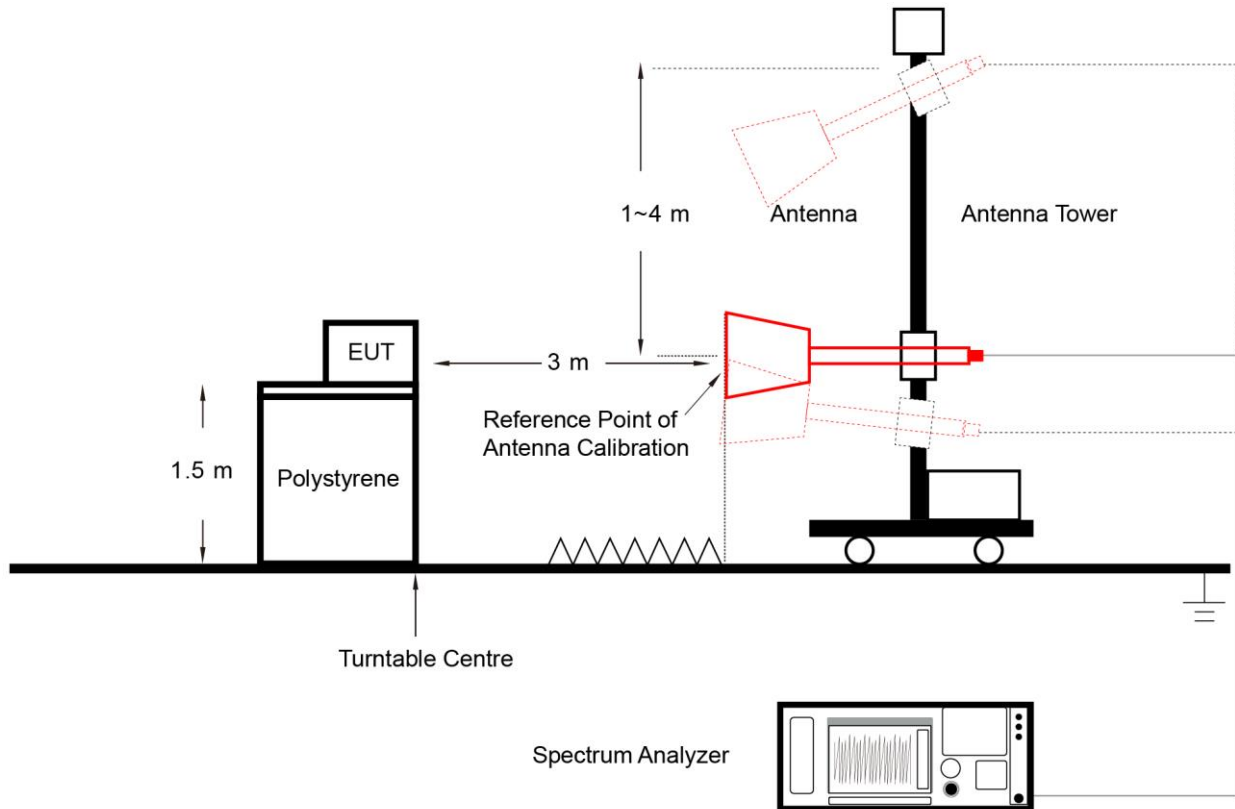 1~4 m
Antenna
Antenna Tower
EUT
3 m
Reference Point of
Antenna Calibration
1.5 m
Polystyrene
Turntable Centre
Spectrum Analyzer